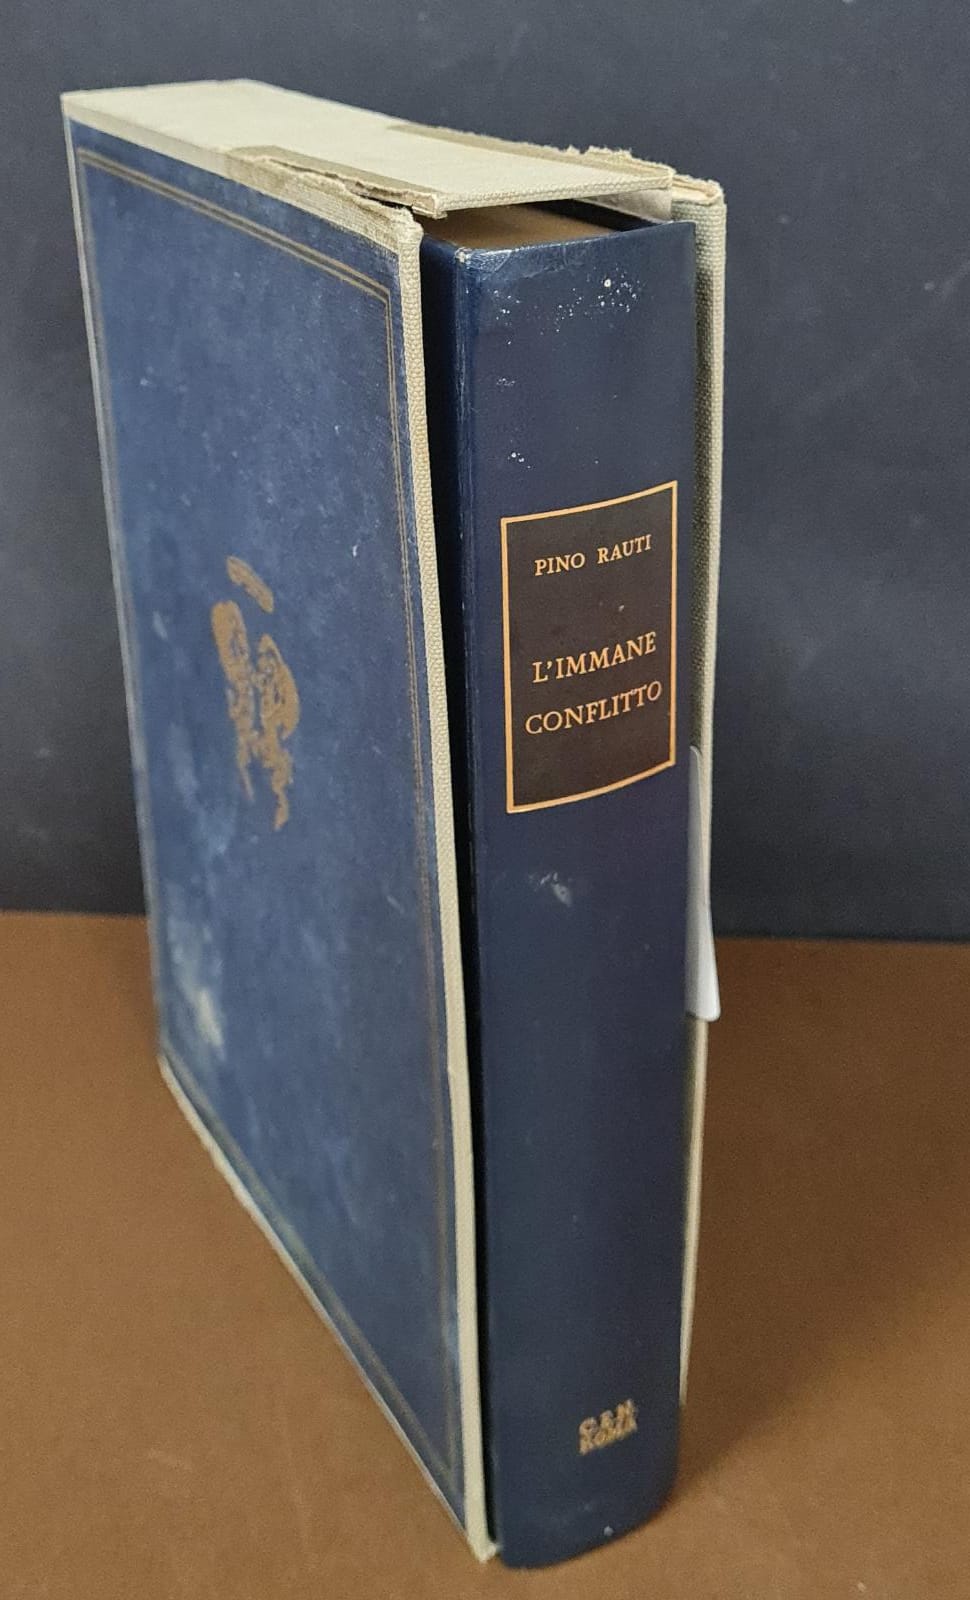 PINO RAUTI
L'IMMANE
CONFLITTO
C.E.N.
ROMA